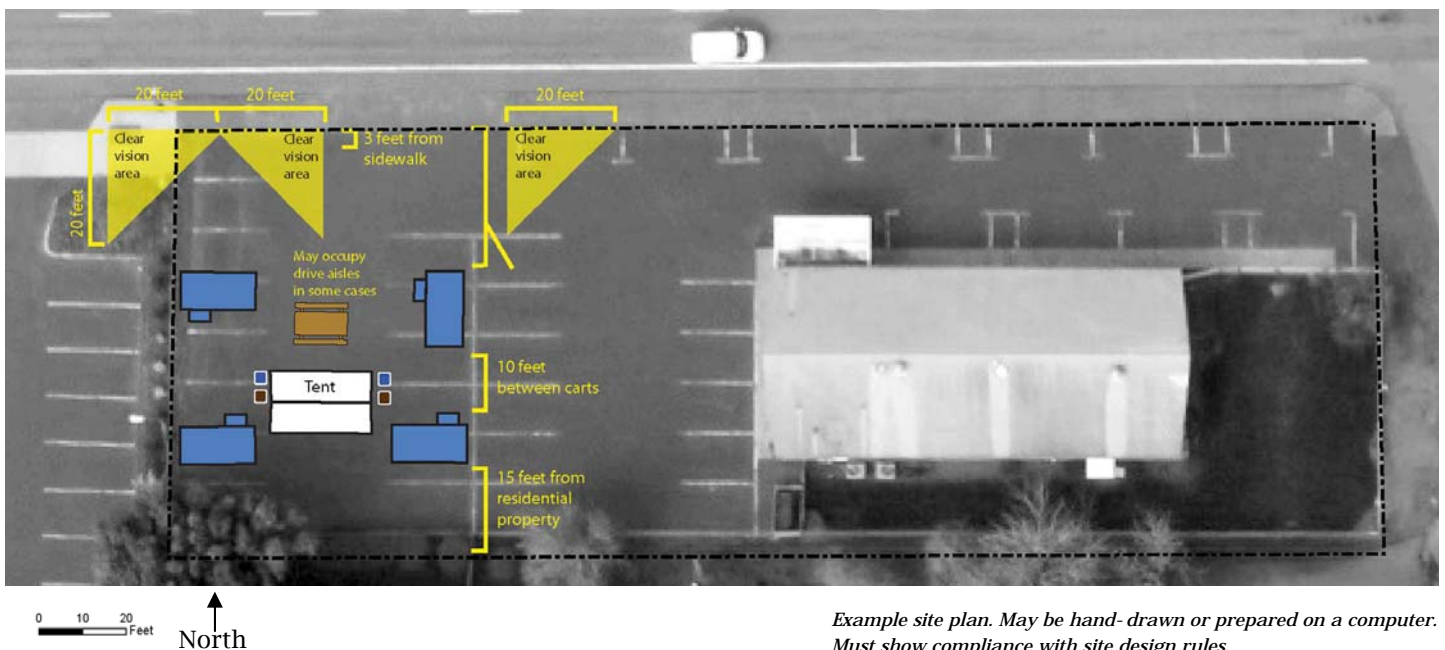 20 feet
20 feet
20 feet
Clear
vision
area
Clear
vision
area
3 feet from
sidewalk
Clear
vision
area
20 feet
May occupy
drive aisles
in some cases
10 feet
between carts
Tent
15 feet from
residential
property
0 10 20
Feet
North
Example site plan. May be hand- drawn or prepared on a computer.
Must show compliance with site design rules.